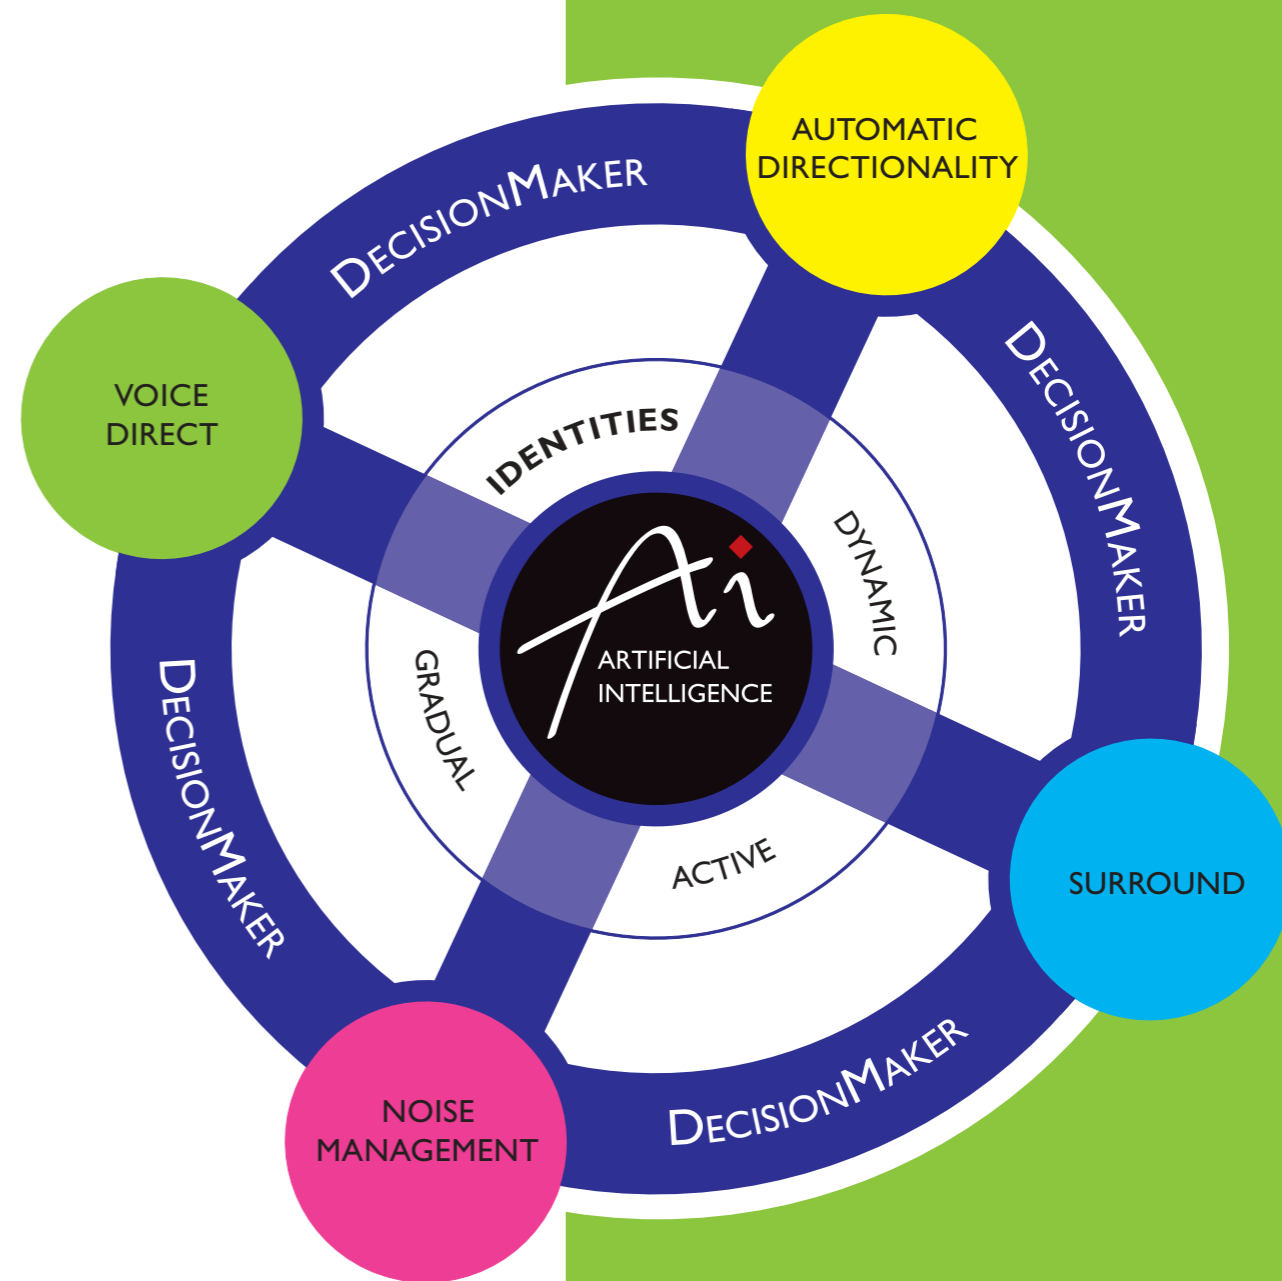 AUTOMATIC
DIRECTIONALITY
DECISIONMAKER
DECISIONMAKER
VOICE
DIRECT
IDENTITIES
DYNAMIC
Ai
ARTIFICIAL
INTELLIGENCE
GRADUAL
ACTIVE
DECISIONMAKER
SURROUND
DECISIONMAKER
NOISE
MANAGEMENT